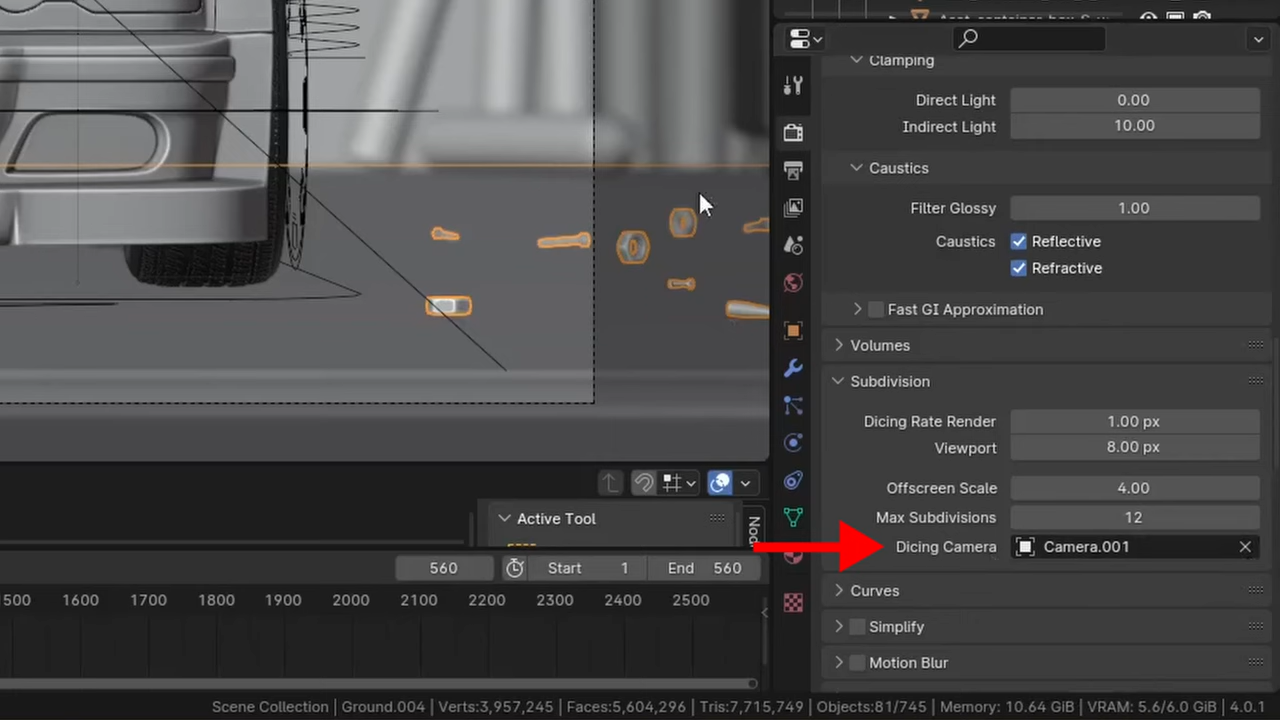 Clamping
Direct Light 0.00
Indirect Light 10.00
Caustics
Filter Glossy 1.00
Caustics Reflective
Refractive
Fast GI Approximation
Volumes
Subdivision
Dicing Rate Render 1.00 px
Viewport 8.00 px
Offscreen Scale 4.00
Max Subdivisions 12
Dicing Camera Camera.001
Curves
Simplify
Motion Blur
Active Tool
560 Start 1 End 560
1500 1600 1700 1800 1900 2000 2100 2200 2300 2400 2500
Scene Collection | Ground.004 | Verts:3,957,245 | Faces:5,604,296 | Tris:7,715,749 | Objects:81/745 | Memory: 10.64 GiB | VRAM: 5.6/6.0 GiB | 4.0.1